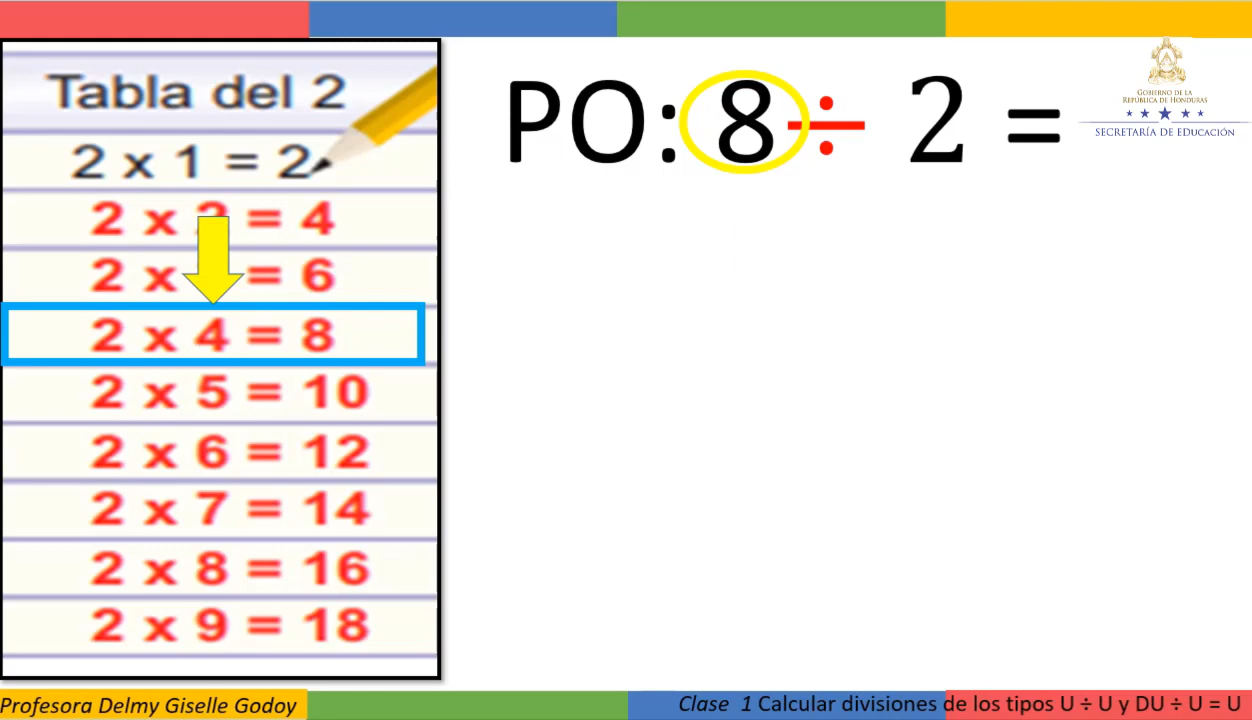 Tabla del 2
2 x 1 = 2
2 x 2 = 4
2 x = 6
2 x 4 = 8
2 x 5 = 10
2 x 6 = 12
2 x 7 = 14
2 x 8 = 16
2 x 9 = 18
PO: 8 ÷ 2 =
GOBIERNO DE LA
REPÚBLICA DE HONDURAS
SECRETARÍA DE EDUCACIÓN
Profesora Delmy Giselle Godoy
Clase 1 Calcular divisiones de los tipos U ÷ U y DU ÷ U = U